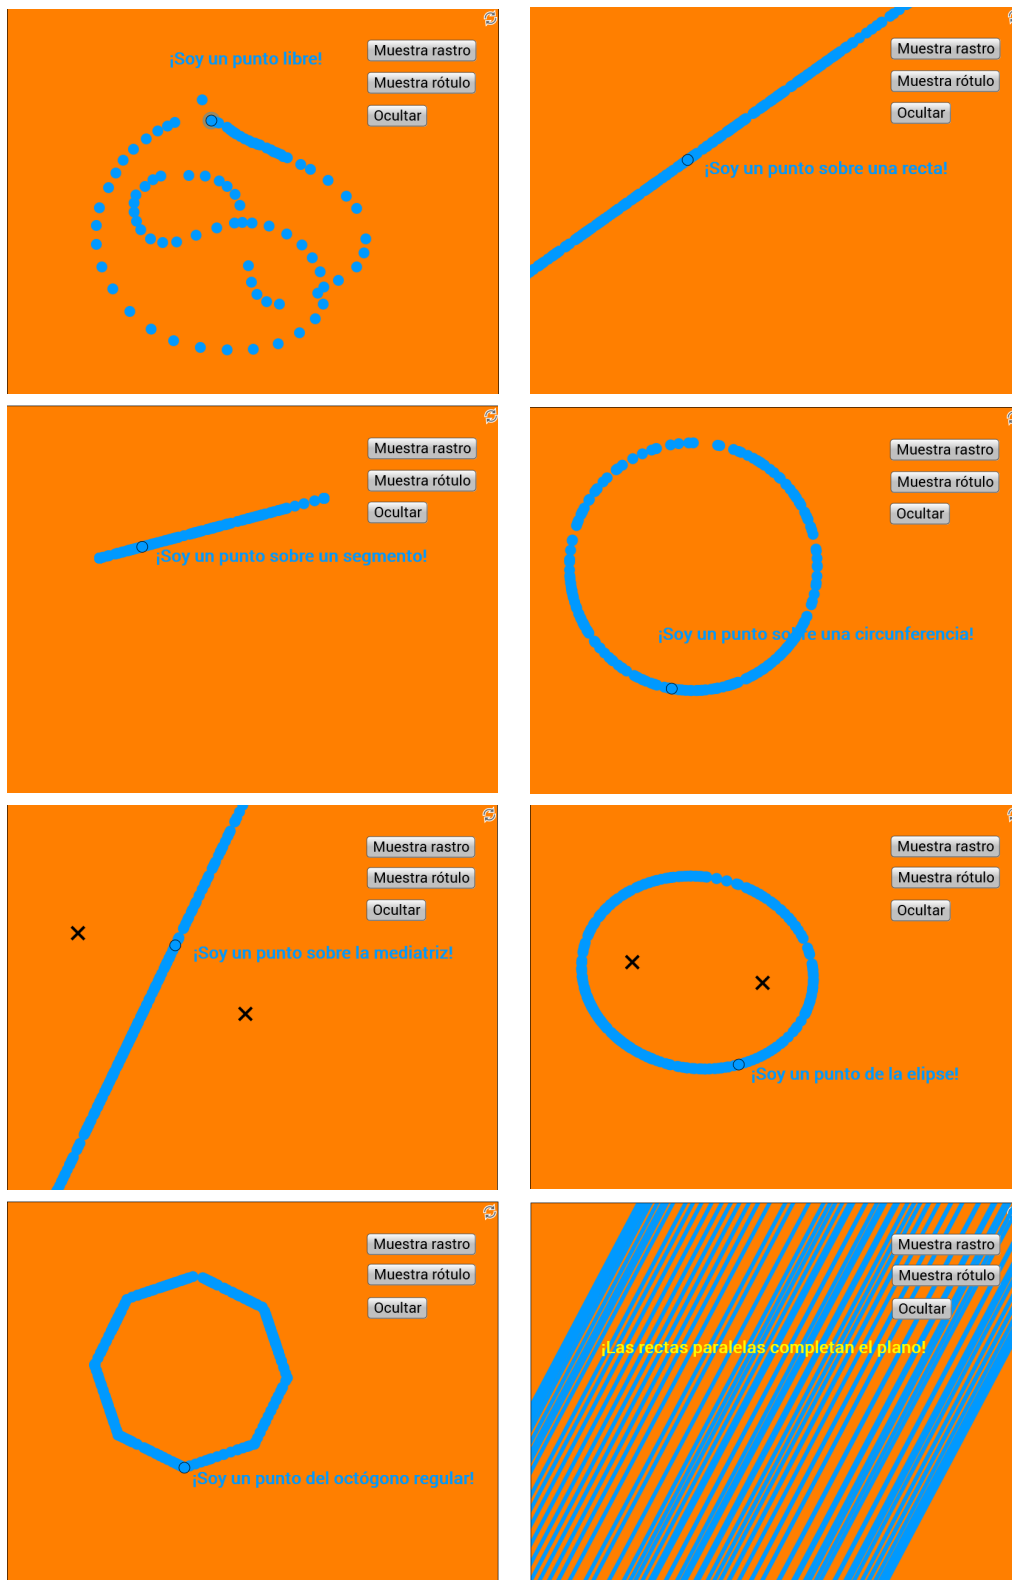 ¡Soy un punto libre!
Muestra rastro
Muestra rótulo
Ocultar
Muestra rastro
Muestra rótulo
Ocultar
¡Soy un punto sobre una recta!
Muestra rastro
Muestra rótulo
Ocultar
¡Soy un punto sobre un segmento!
Muestra rastro
Muestra rótulo
Ocultar
¡Soy un punto sobre una circunferencia!
Muestra rastro
Muestra rótulo
Ocultar
¡Soy un punto sobre la mediatriz!
Muestra rastro
Muestra rótulo
Ocultar
¡Soy un punto de la elipse!
Muestra rastro
Muestra rótulo
Ocultar
¡Soy un punto del octógono regular!
Muestra rastro
Muestra rótulo
Ocultar
¡Las rectas paralelas completan el plano!